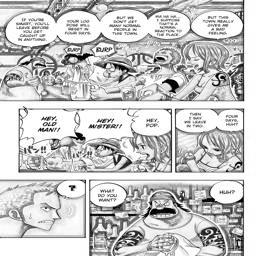 BUT THIS
TOWN REALLY
GIVES ME
A BAD
FEELING.
WA HA HA,
I SUPPOSE
THAT'S A
NORMAL
REACTION TO
THE PLACE.
BUT WE
DON'T GET
MANY NORMAL
PEOPLE IN
THIS TOWN.
YOUR LOG
POSE WILL
RESET IN
FOUR DAYS.
IF YOU'RE
SMART, YOU'LL
LEAVE BEFORE
YOU GET
CAUGHT UP
IN ANYTHING.
BURP
BURP
FOUR
DAYS,
HUH?
THEN I
SAY WE
LEAVE
IN TWO.
HEY,
POP.
HEY!
MISTER!!
HEY,
OLD
MAN!!
HUH?
WHAT
DO YOU
WANT?
?